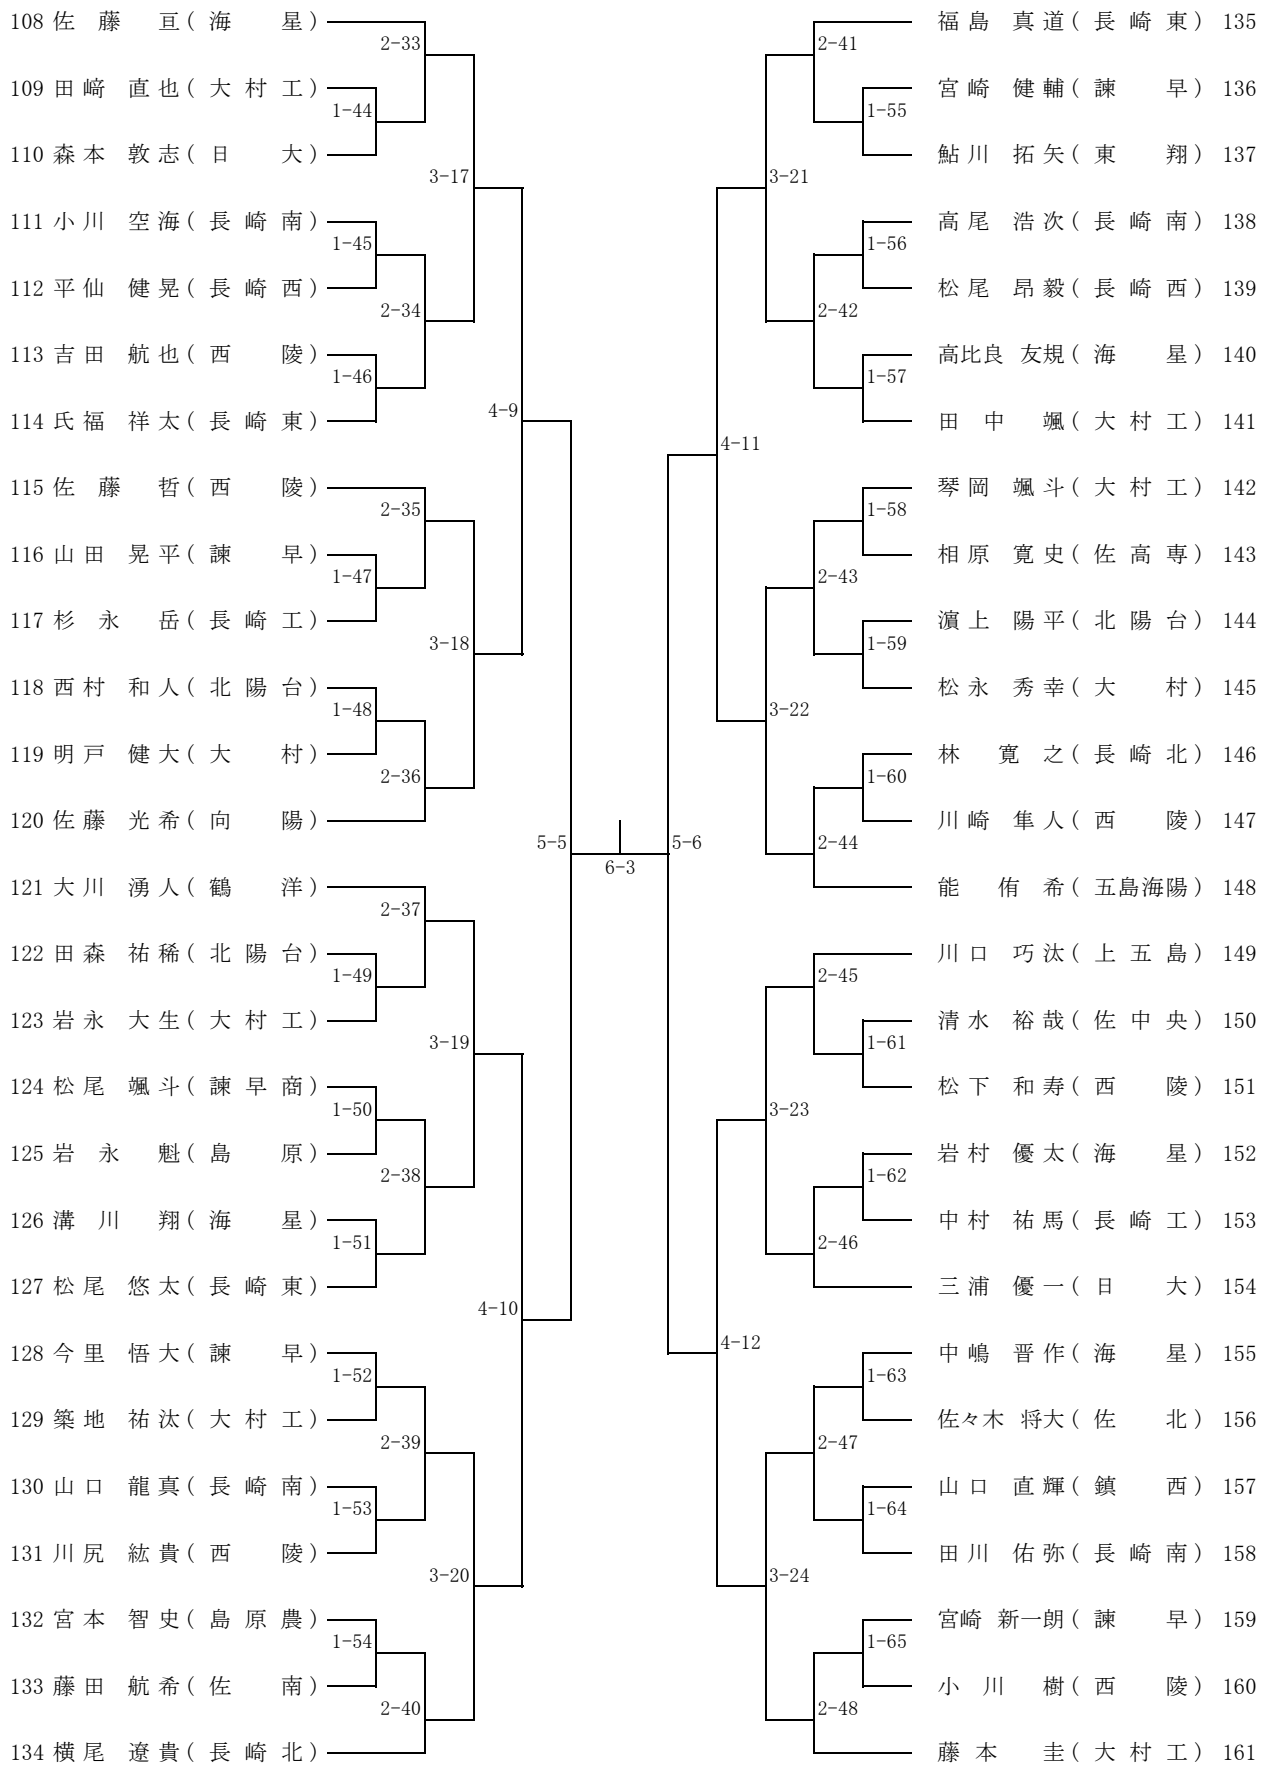 108 佐 藤 亘 ( 海 星 )
2-33
109 田﨑 直也 ( 大 村 工 )
1-44
110 森本 敦志 ( 日 大 )
3-17
111 小川 空海 ( 長 崎 南 )
1-45
112 平仙 健晃 ( 長 崎 西 )
2-34
113 吉田 航也 ( 西 陵 )
1-46
114 氏福 祥太 ( 長 崎 東 )
4-9
115 佐 藤 哲 ( 西 陵 )
2-35
116 山田 晃平 ( 諫 早 )
1-47
117 杉 永 岳 ( 長 崎 工 )
3-18
118 西村 和人 ( 北 陽 台 )
1-48
119 明戸 健大 ( 大 村 )
2-36
120 佐藤 光希 ( 向 陽 )
5-5
121 大川 湧人 ( 鶴 洋 )
2-37
122 田森 祐稀 ( 北 陽 台 )
1-49
123 岩永 大生 ( 大 村 工 )
3-19
124 松尾 颯斗 ( 諫 早 商 )
1-50
125 岩 永 魁 ( 島 原 )
2-38
126 溝 川 翔 ( 海 星 )
1-51
127 松尾 悠太 ( 長 崎 東 )
4-10
128 今里 悟大 ( 諫 早 )
1-52
129 築地 祐汰 ( 大 村 工 )
2-39
130 山口 龍真 ( 長 崎 南 )
1-53
131 川尻 紘貴 ( 西 陵 )
3-20
132 宮本 智史 ( 島 原 農 )
1-54
133 藤田 航希 ( 佐 南 )
2-40
134 横尾 遼貴 ( 長 崎 北 )
6-3
福島 真道 ( 長 崎 東 ) 135
2-41
宮崎 健輔 ( 諫 早 ) 136
1-55
鮎川 拓矢 ( 東 翔 ) 137
3-21
高尾 浩次 ( 長 崎 南 ) 138
1-56
松尾 昂毅 ( 長 崎 西 ) 139
2-42
高比良 友規 ( 海 星 ) 140
1-57
田 中 颯 ( 大 村 工 ) 141
4-11
琴岡 颯斗 ( 大 村 工 ) 142
1-58
相原 寛史 ( 佐 高 専 ) 143
2-43
濵上 陽平 ( 北 陽 台 ) 144
1-59
松永 秀幸 ( 大 村 ) 145
3-22
林 寛 之 ( 長 崎 北 ) 146
1-60
川崎 隼人 ( 西 陵 ) 147
2-44
能 侑 希 ( 五島海陽 ) 148
5-6
川口 巧汰 ( 上 五 島 ) 149
2-45
清水 裕哉 ( 佐 中 央 ) 150
1-61
松下 和寿 ( 西 陵 ) 151
3-23
岩村 優太 ( 海 星 ) 152
1-62
中村 祐馬 ( 長 崎 工 ) 153
2-46
三浦 優一 ( 日 大 ) 154
4-12
中嶋 晋作 ( 海 星 ) 155
1-63
佐々木 将大 ( 佐 北 ) 156
2-47
山口 直輝 ( 鎮 西 ) 157
1-64
田川 佑弥 ( 長 崎 南 ) 158
3-24
宮崎 新一朗 ( 諫 早 ) 159
1-65
小 川 樹 ( 西 陵 ) 160
2-48
藤 本 圭 ( 大 村 工 ) 161